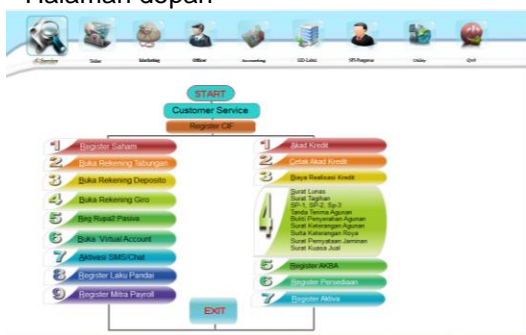 Halaman depan
C-Service
Teller
Marketing
Officer
Accounting
Utility
Quit
START
Customer Service
Register CIF
1 Register Saham
2 Buka Rekening Tabungan
3 Buka Rekening Deposito
4 Buka Rekening Giro
5 Reg Rupa2 Pasiva
6 Buka Virtual Account
7 Aktivasi SMS/Chat
8 Register Laku Pandai
9 Register Mitra Payroll
1 Akad Kredit
2 Cetak Akad Kredit
3 Biaya Realisasi Kredit
4
Surat Lunas
Surat Tagihan
SP-1, SP-2, Sp-3
Tanda Terima Agunan
Bukti Penyerahan Agunan
Surat Keterangan Agunan
Surta Keterangan Roya
Surat Pernyataan Jaminan
Surat Kuasa Jual
5 Register AKBA
6 Register Persediaan
7 Register Aktiva
EXIT